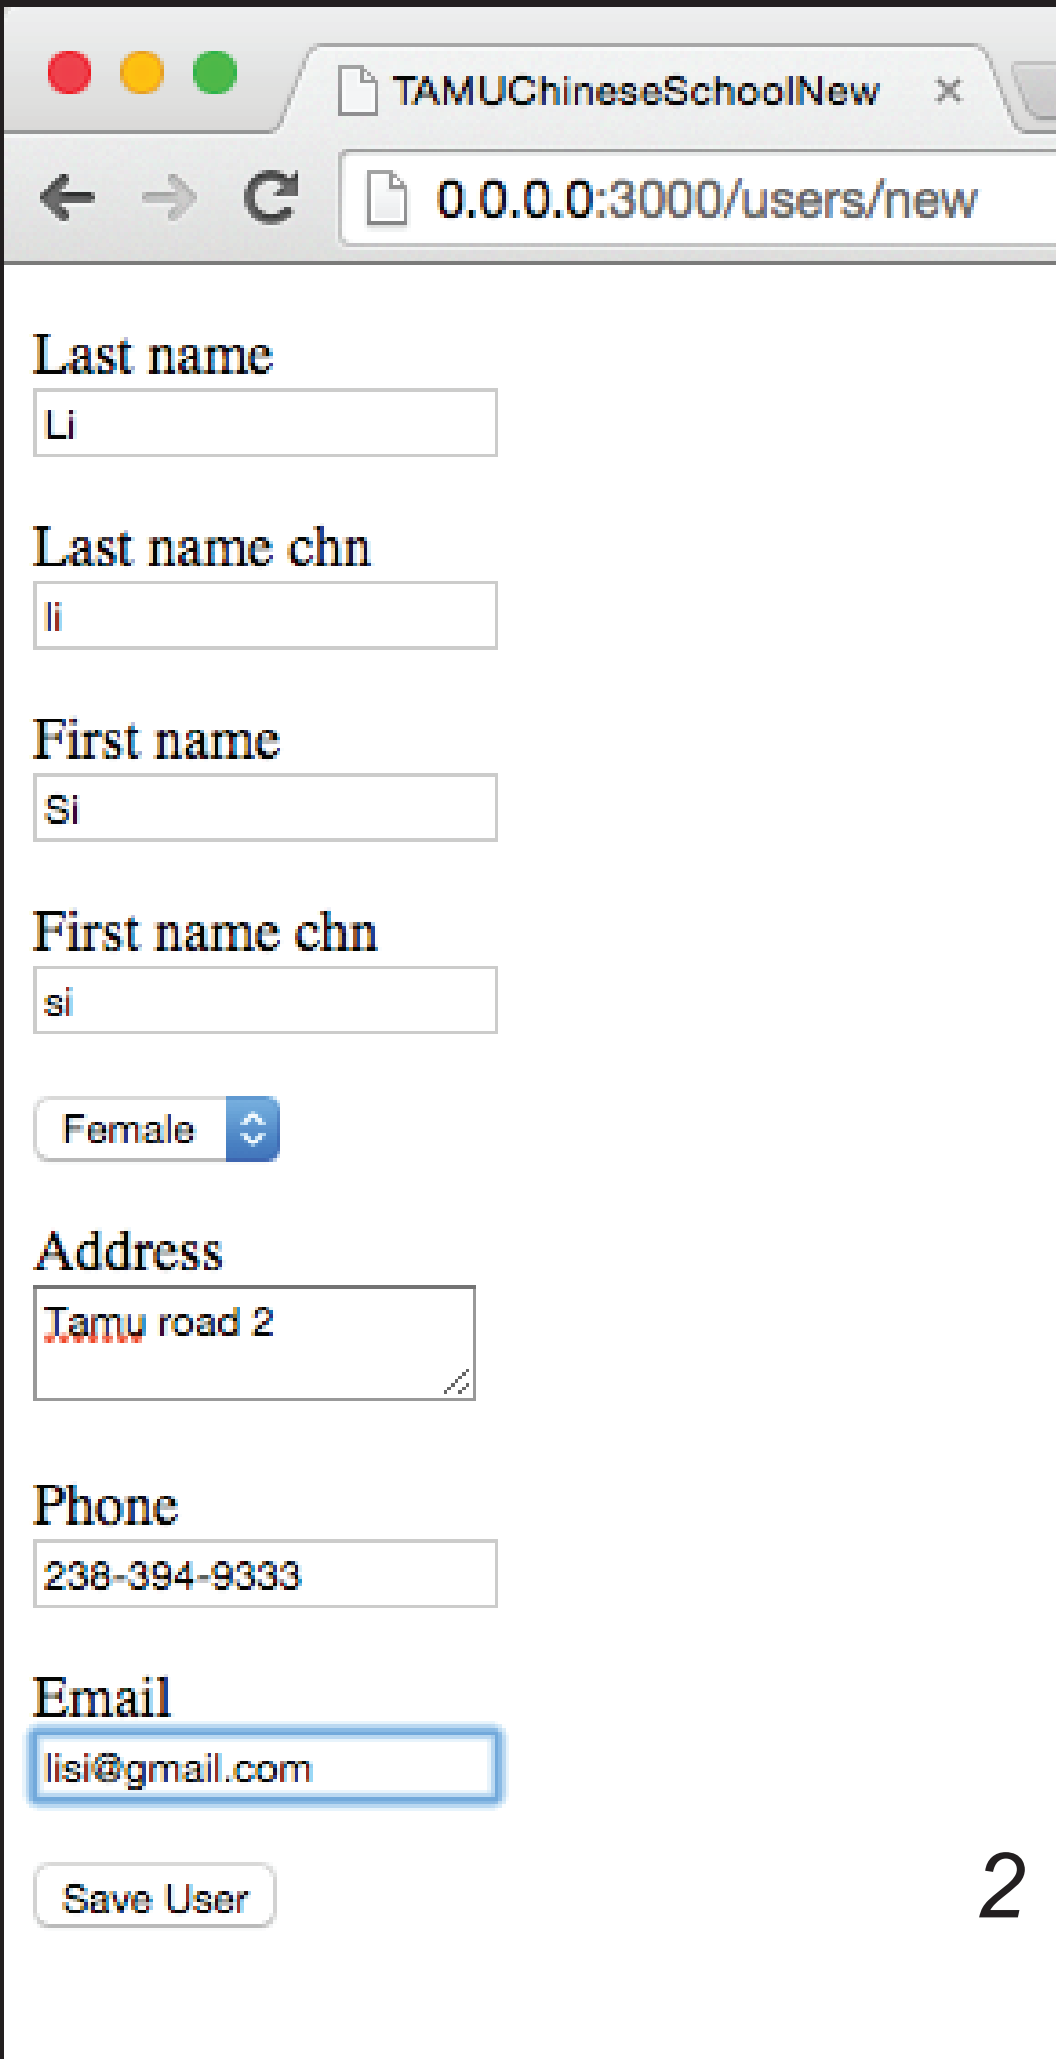 TAMUChineseSchoolNew
0.0.0.0:3000/users/new
Last name
Li
Last name chn
li
First name
Si
First name chn
si
Female
Address
Tamu road 2
Phone
238-394-9333
Email
lisi@gmail.com
Save User
2